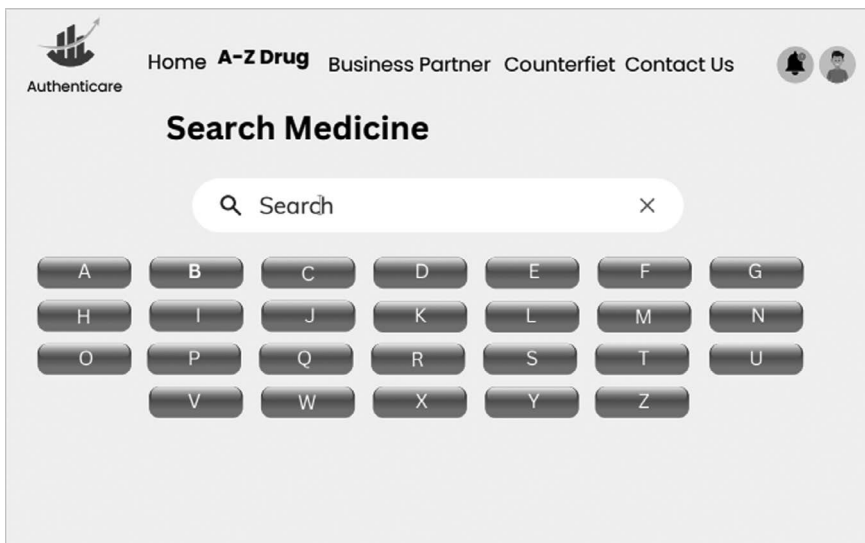 Authenticare
Home A-Z Drug Business Partner Counterfiet Contact Us
Search Medicine
Search
A B C D E F G
H I J K L M N
O P Q R S T U
V W X Y Z